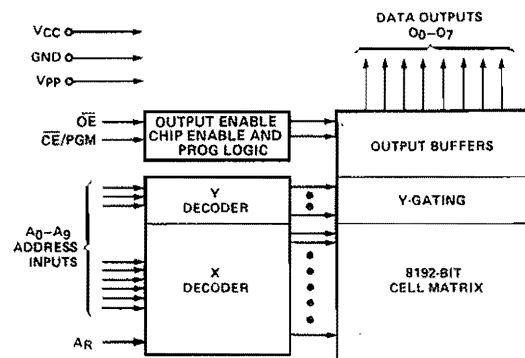 DATA OUTPUTS
O0–O7
VCC
GND
VPP
OE
CE/PGM
OUTPUT ENABLE
CHIP ENABLE AND
PROG LOGIC
OUTPUT BUFFERS
Y
DECODER
Y-GATING
A0–A9
ADDRESS
INPUTS
X
DECODER
8192-BIT
CELL MATRIX
AR